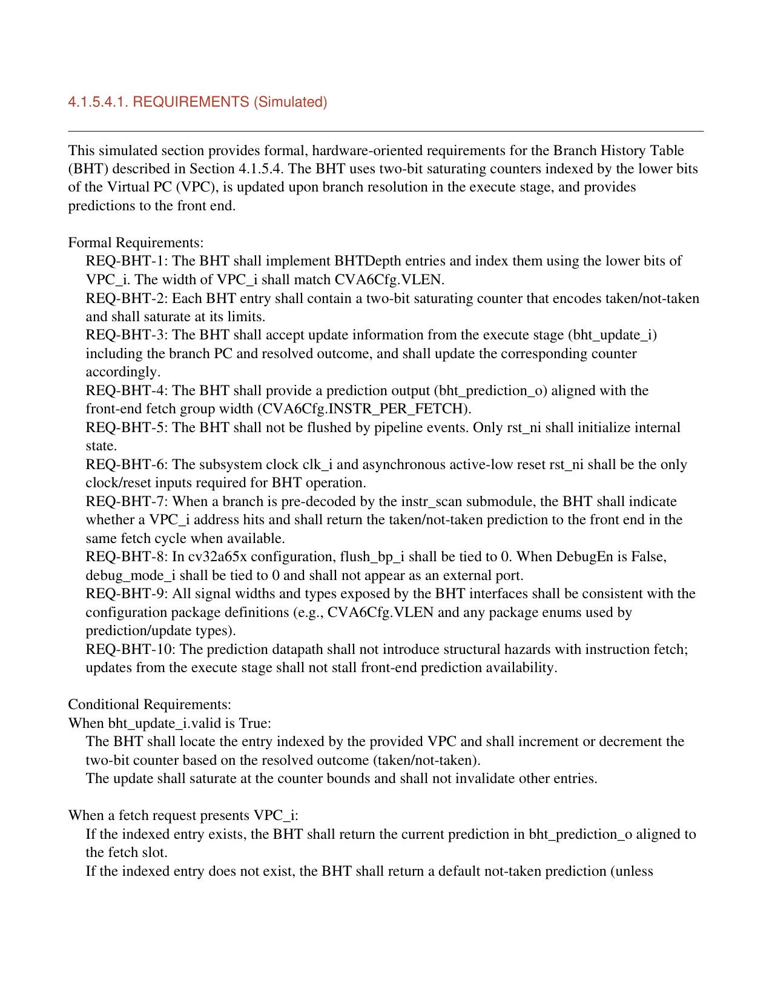 4.1.5.4.1. REQUIREMENTS (Simulated)
This simulated section provides formal, hardware-oriented requirements for the Branch History Table
(BHT) described in Section 4.1.5.4. The BHT uses two-bit saturating counters indexed by the lower bits
of the Virtual PC (VPC), is updated upon branch resolution in the execute stage, and provides
predictions to the front end.
Formal Requirements:
REQ-BHT-1: The BHT shall implement BHTDepth entries and index them using the lower bits of
VPC_i. The width of VPC_i shall match CVA6Cfg.VLEN.
REQ-BHT-2: Each BHT entry shall contain a two-bit saturating counter that encodes taken/not-taken
and shall saturate at its limits.
REQ-BHT-3: The BHT shall accept update information from the execute stage (bht_update_i)
including the branch PC and resolved outcome, and shall update the corresponding counter
accordingly.
REQ-BHT-4: The BHT shall provide a prediction output (bht_prediction_o) aligned with the
front-end fetch group width (CVA6Cfg.INSTR_PER_FETCH).
REQ-BHT-5: The BHT shall not be flushed by pipeline events. Only rst_ni shall initialize internal
state.
REQ-BHT-6: The subsystem clock clk_i and asynchronous active-low reset rst_ni shall be the only
clock/reset inputs required for BHT operation.
REQ-BHT-7: When a branch is pre-decoded by the instr_scan submodule, the BHT shall indicate
whether a VPC_i address hits and shall return the taken/not-taken prediction to the front end in the
same fetch cycle when available.
REQ-BHT-8: In cv32a65x configuration, flush_bp_i shall be tied to 0. When DebugEn is False,
debug_mode_i shall be tied to 0 and shall not appear as an external port.
REQ-BHT-9: All signal widths and types exposed by the BHT interfaces shall be consistent with the
configuration package definitions (e.g., CVA6Cfg.VLEN and any package enums used by
prediction/update types).
REQ-BHT-10: The prediction datapath shall not introduce structural hazards with instruction fetch;
updates from the execute stage shall not stall front-end prediction availability.
Conditional Requirements:
When bht_update_i.valid is True:
The BHT shall locate the entry indexed by the provided VPC and shall increment or decrement the
two-bit counter based on the resolved outcome (taken/not-taken).
The update shall saturate at the counter bounds and shall not invalidate other entries.
When a fetch request presents VPC_i:
If the indexed entry exists, the BHT shall return the current prediction in bht_prediction_o aligned to
the fetch slot.
If the indexed entry does not exist, the BHT shall return a default not-taken prediction (unless